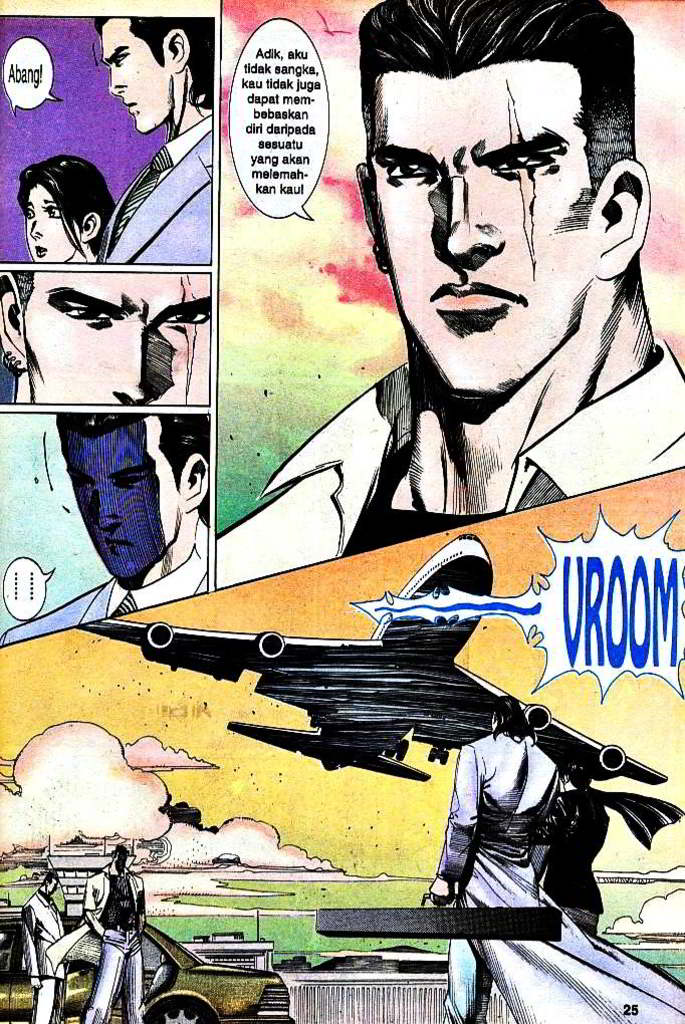 Abang!
Adik, aku
tidak sangka,
kau tidak juga
dapat mem-
bebaskan
diri daripada
sesuatu
yang akan
melemah-
kan kau!
...
...
VROOM
25